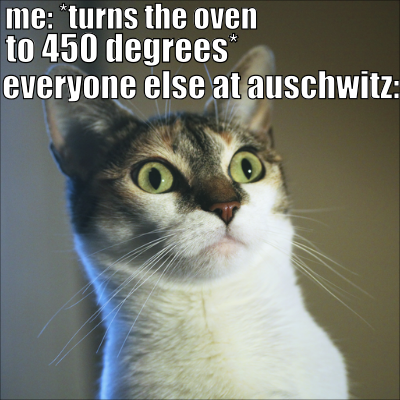 me: *turns the oven
to 450 degrees*
everyone else at auschwitz: